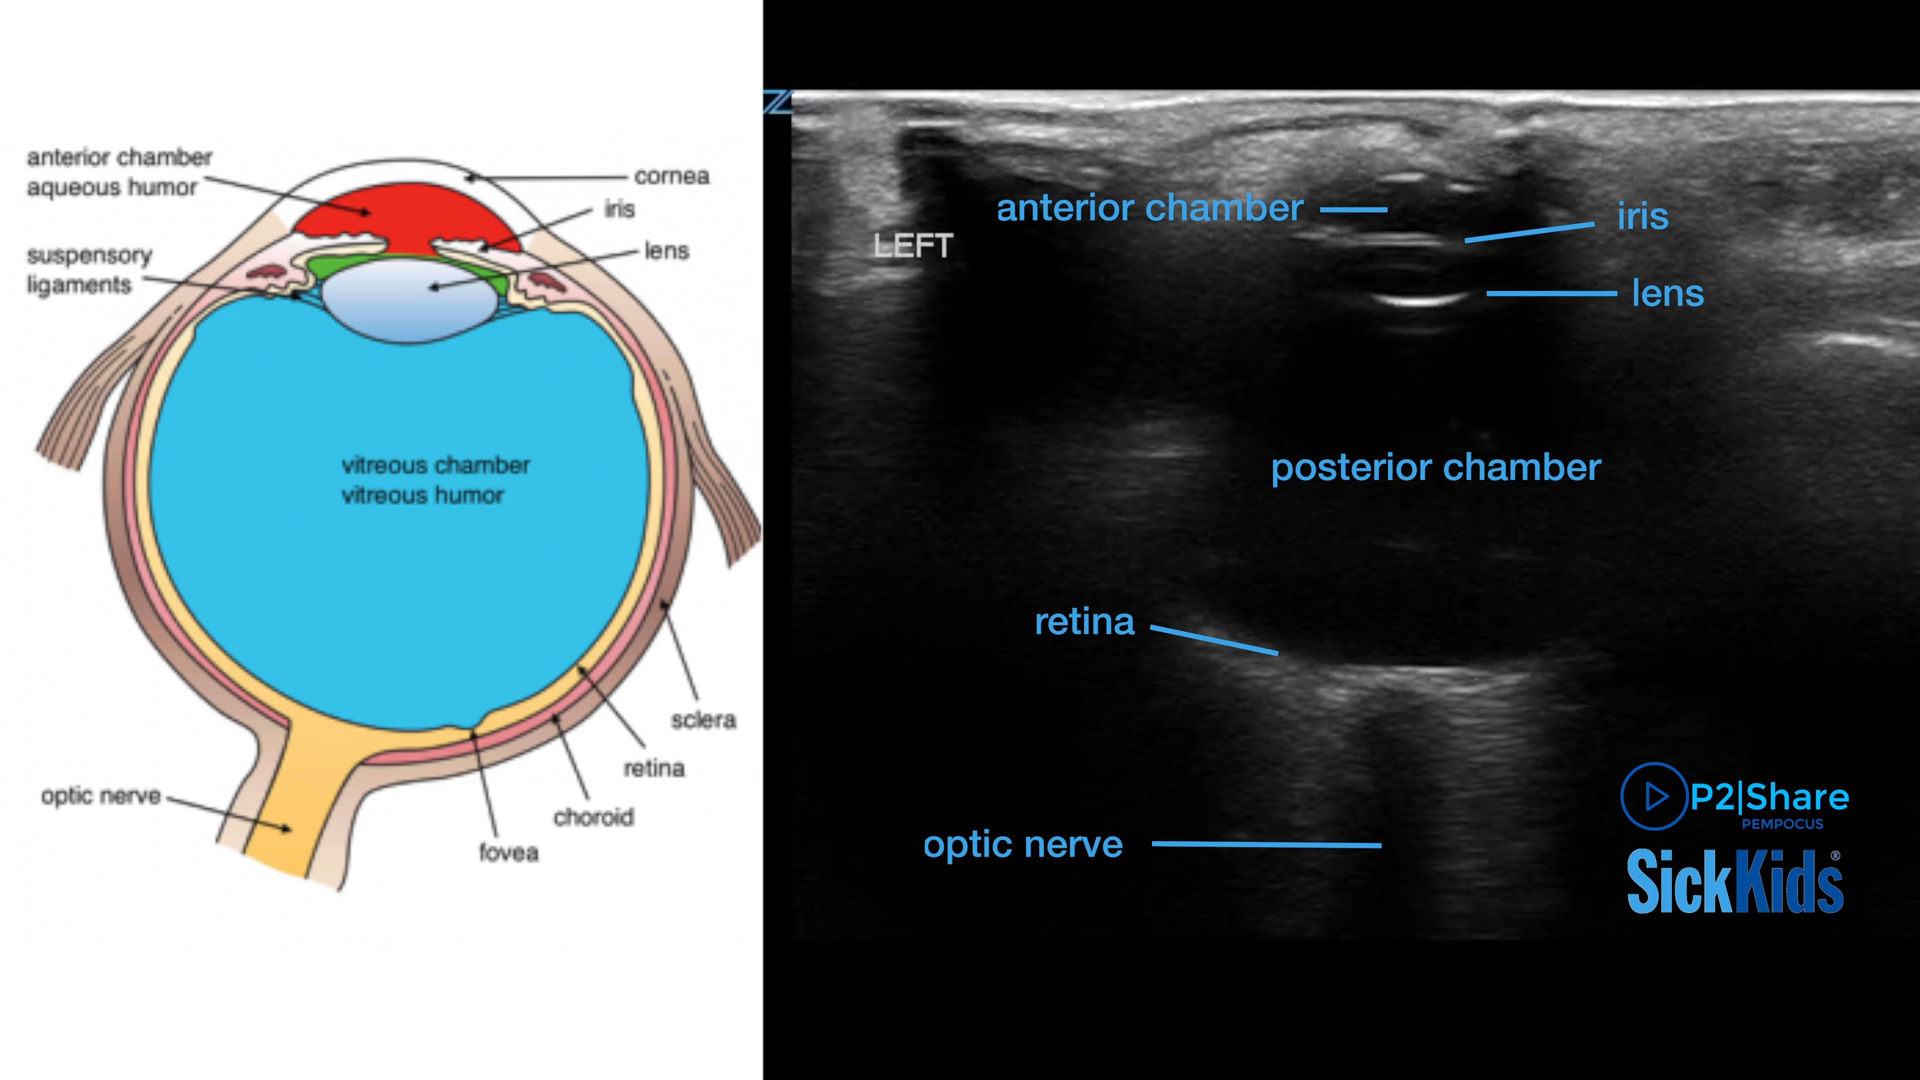 anterior chamber
aqueous humor
suspensory
ligaments
cornea
iris
lens
vitreous chamber
vitreous humor
sclera
retina
choroid
fovea
optic nerve
Z
LEFT
anterior chamber
iris
lens
posterior chamber
retina
optic nerve
P2|Share
PEMPOCUS
SickKids®